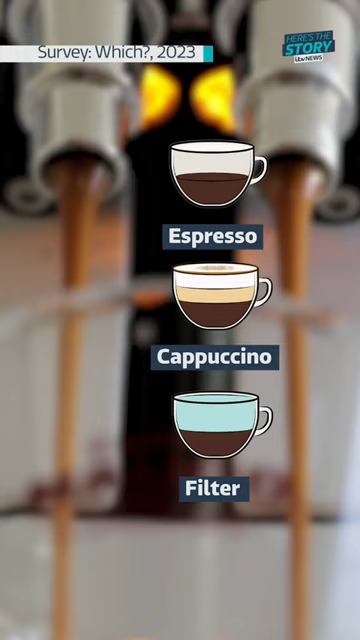 Survey: Which?, 2023
HERE'S THE
STORY
itv NEWS
Espresso
Cappuccino
Filter